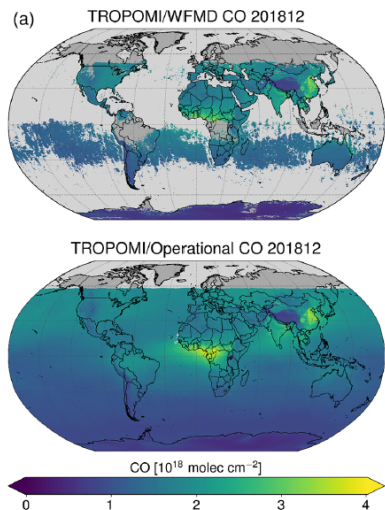 (a)
TROPOMI/WFMD CO 201812
TROPOMI/Operational CO 201812
CO [10¹⁸ molec cm⁻²]
0 1 2 3 4